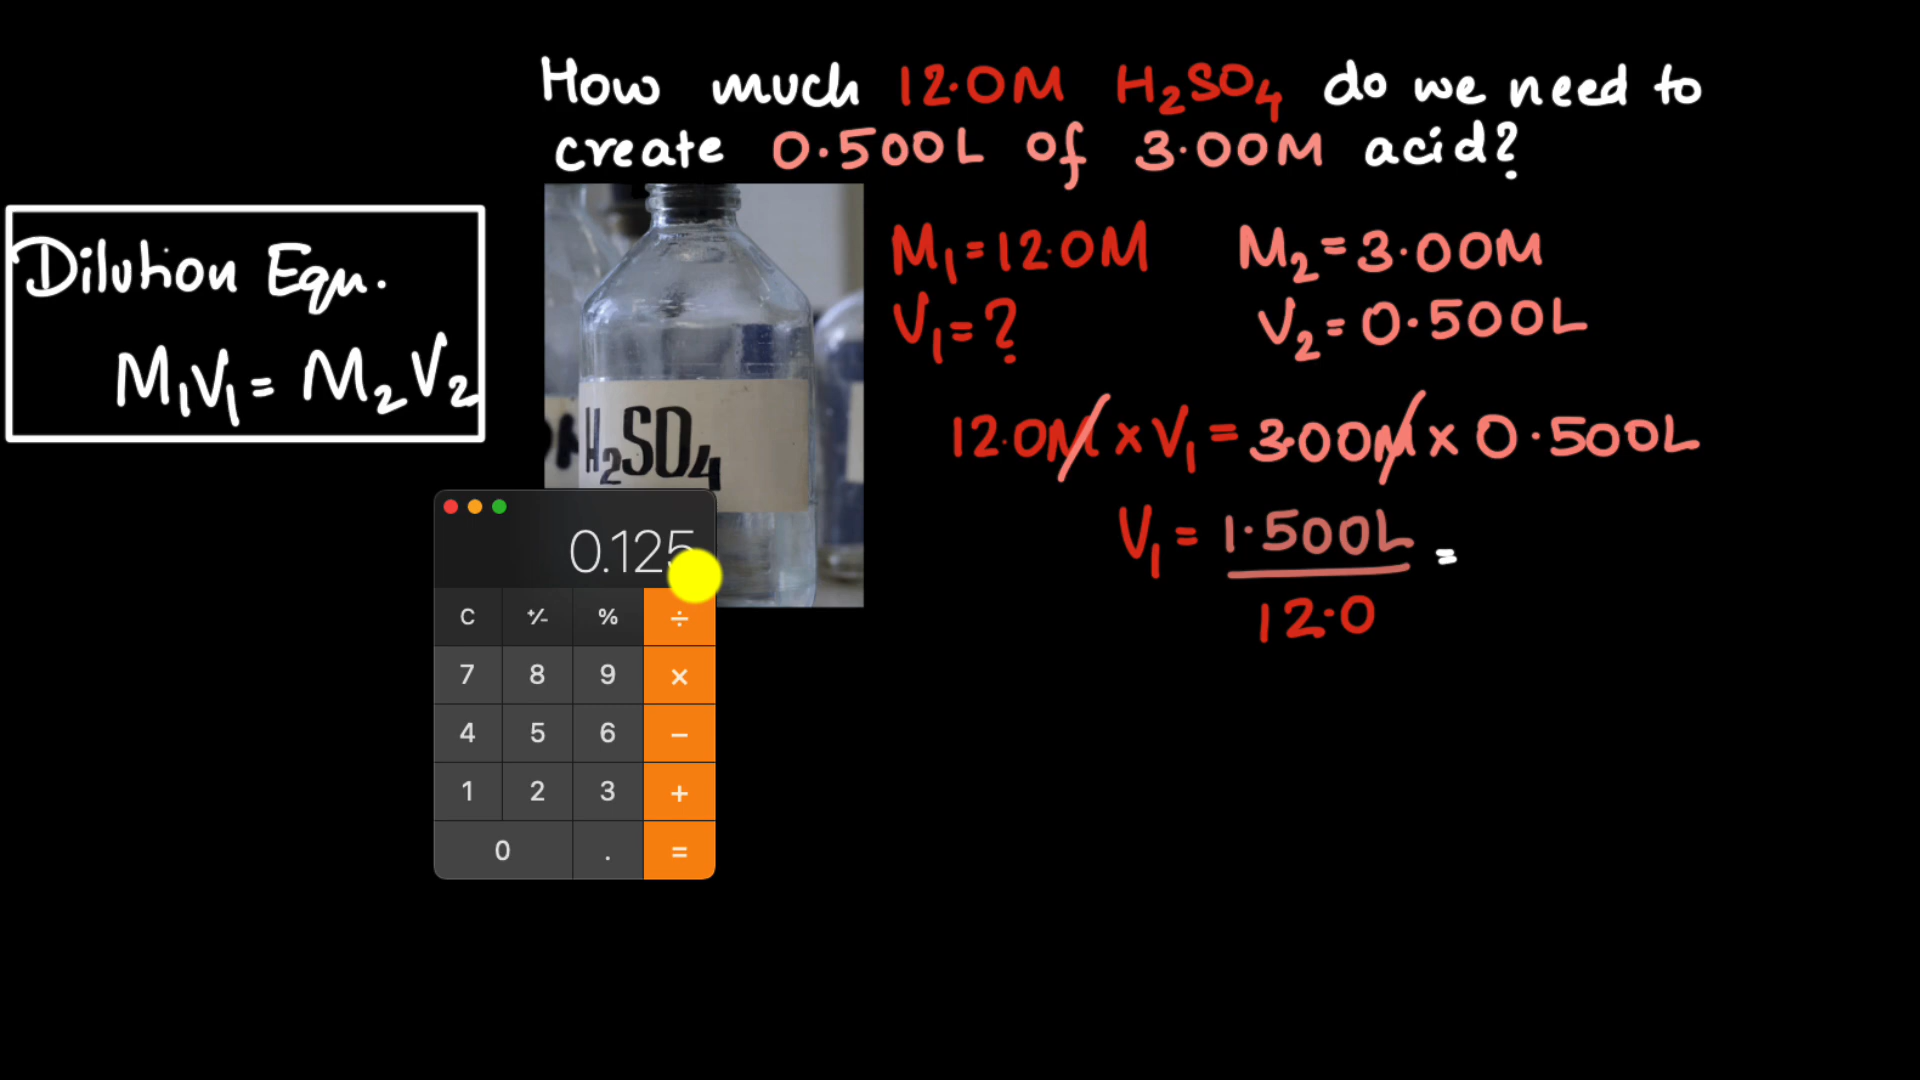 How much 12.0M H₂SO₄ do we need to
create 0.500L of 3.00M acid?
Dilution Eqn.
M₁V₁ = M₂V₂
H₂SO₄
M₁ = 12.0M
V₁ = ?
M₂ = 3.00M
V₂ = 0.500L
12.0M × V₁ = 3.00M × 0.500L
V₁ = 1.500L =
12.0
0.125
C +/- % ÷
7 8 9 ×
4 5 6 −
1 2 3 +
0 . =